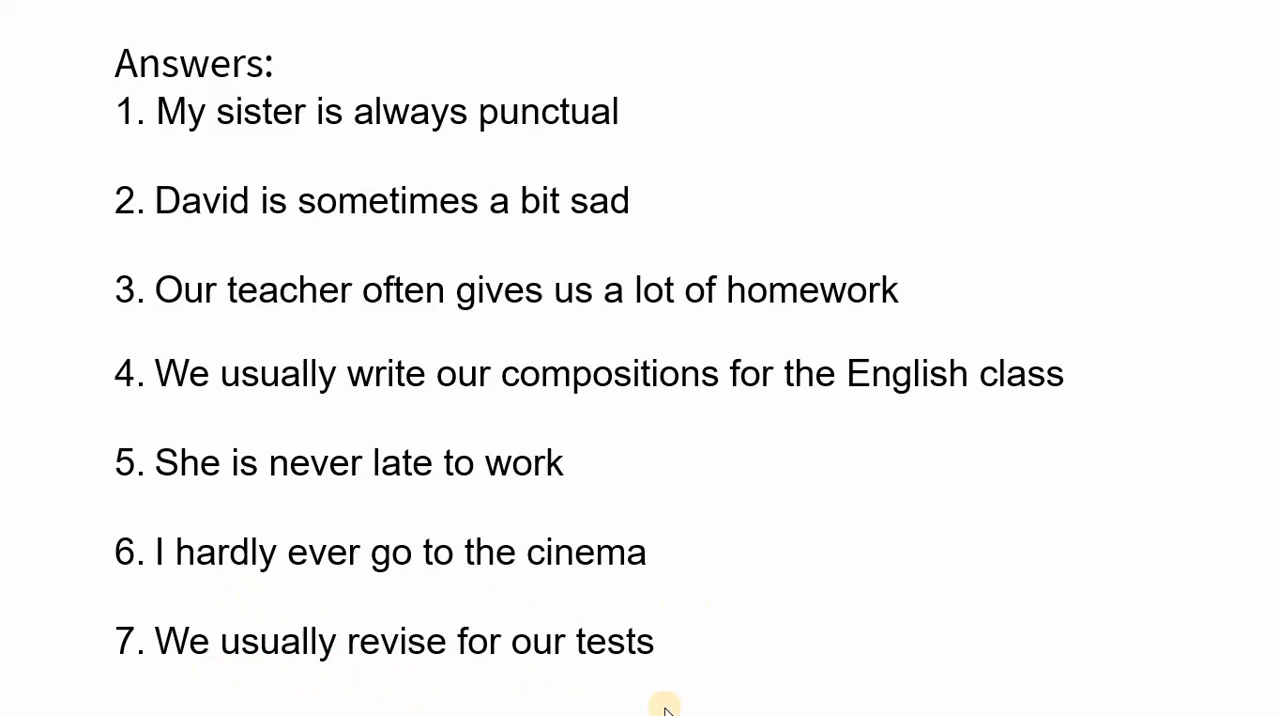 Answers:
1. My sister is always punctual
2. David is sometimes a bit sad
3. Our teacher often gives us a lot of homework
4. We usually write our compositions for the English class
5. She is never late to work
6. I hardly ever go to the cinema
7. We usually revise for our tests